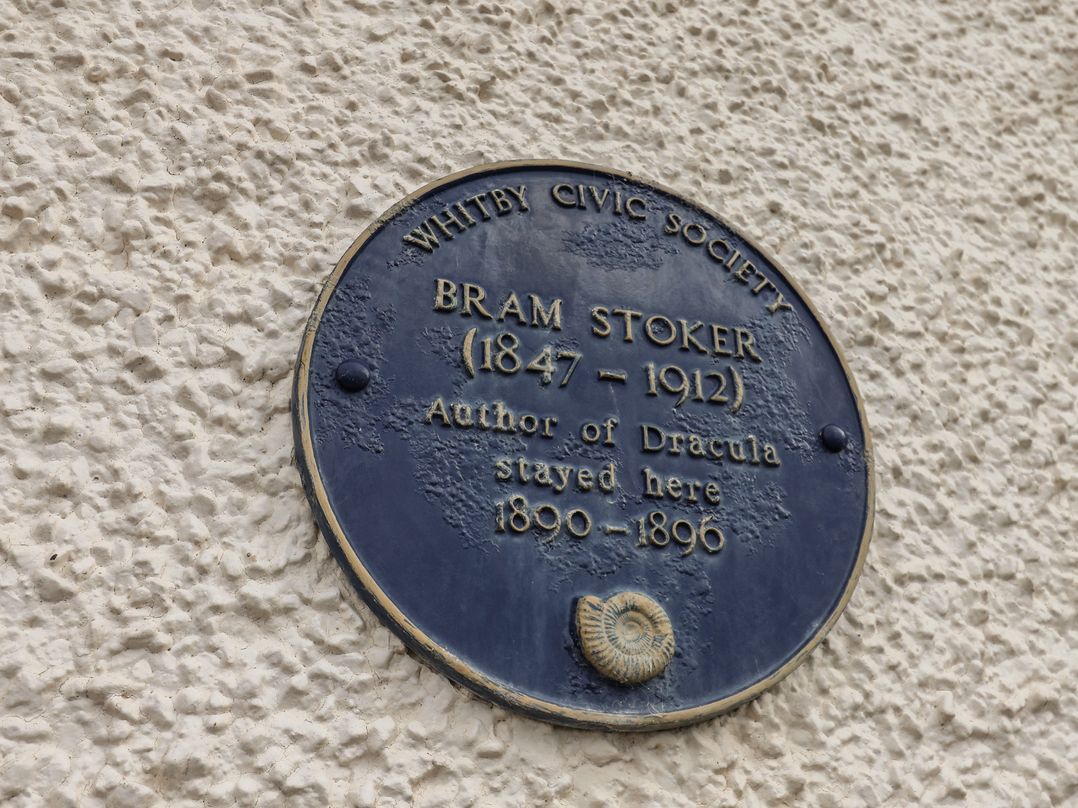 WHITBY CIVIC SOCIETY
BRAM STOKER
(1847 - 1912)
Author of Dracula
stayed here
1890 - 1896